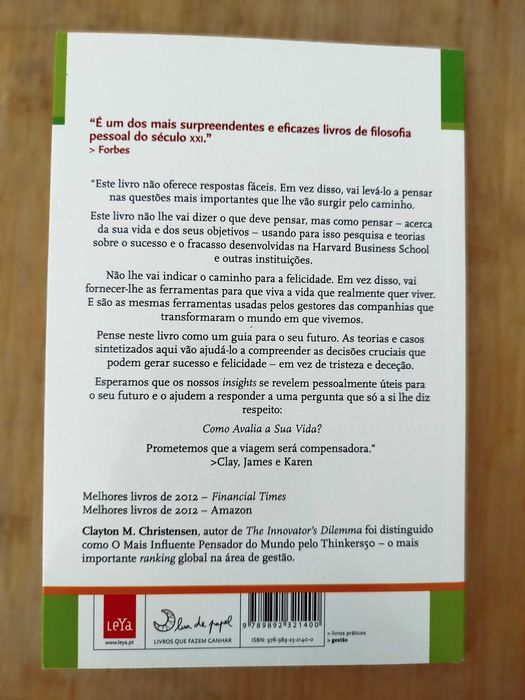 “É um dos mais surpreendentes e eficazes livros de filosofia
pessoal do século XXI.”
> Forbes
“Este livro não oferece respostas fáceis. Em vez disso, vai levá-lo a pensar
nas questões mais importantes que lhe vão surgir pelo caminho.
Este livro não lhe vai dizer o que deve pensar, mas como pensar – acerca
da sua vida e dos seus objetivos – usando para isso pesquisa e teorias
sobre o sucesso e o fracasso desenvolvidas na Harvard Business School
e outras instituições.
Não lhe vai indicar o caminho para a felicidade. Em vez disso, vai
fornecer-lhe as ferramentas para que viva a vida que realmente quer viver.
E são as mesmas ferramentas usadas pelos gestores das companhias que
transformaram o mundo em que vivemos.
Pense neste livro como um guia para o seu futuro. As teorias e casos
sintetizados aqui vão ajudá-lo a compreender as decisões cruciais que
podem gerar sucesso e felicidade – em vez de tristeza e deceção.
Esperamos que os nossos insights se revelem pessoalmente úteis para
o seu futuro e o ajudem a responder a uma pergunta que só a si lhe diz
respeito:
Como Avalia a Sua Vida?
Prometemos que a viagem será compensadora.”
>Clay, James e Karen
Melhores livros de 2012 – Financial Times
Melhores livros de 2012 – Amazon
Clayton M. Christensen, autor de The Innovator's Dilemma foi distinguido
como O Mais Influente Pensador do Mundo pelo Thinkers50 – o mais
importante ranking global na área de gestão.
LEYA
www.leya.pt
lua de papel
LIVROS QUE FAZEM GANHAR
9 789892 321400
ISBN: 978-989-23-2140-0
> livros práticos
> gestão